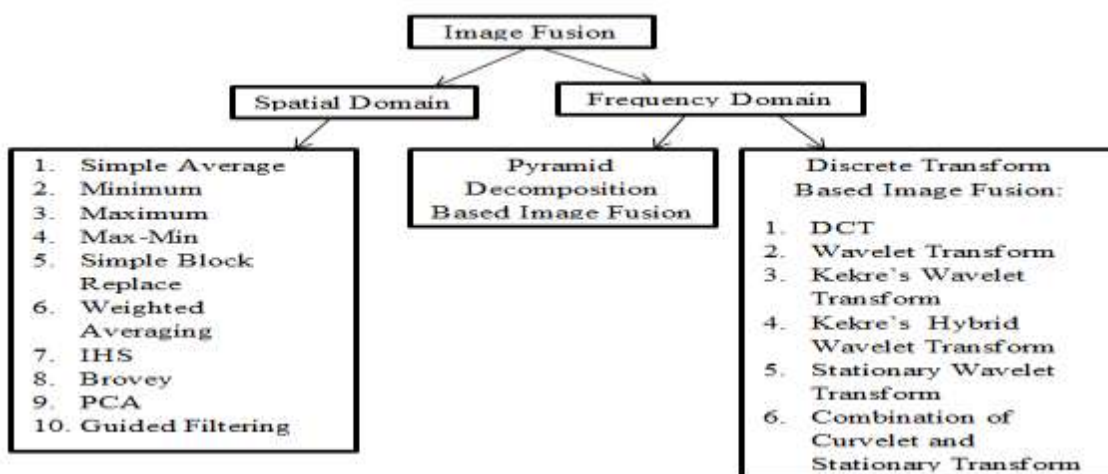 Image Fusion
Spatial Domain
Frequency Domain
1. Simple Average
2. Minimum
3. Maximum
4. Max-Min
5. Simple Block
Replace
6. Weighted
Averaging
7. IHS
8. Brovey
9. PCA
10. Guided Filtering
Pyramid
Decomposition
Based Image Fusion
Discrete Transform
Based Image Fusion:
1. DCT
2. Wavelet Transform
3. Kekre's Wavelet
Transform
4. Kekre's Hybrid
Wavelet Transform
5. Stationary Wavelet
Transform
6. Combination of
Curvelet and
Stationary Transform